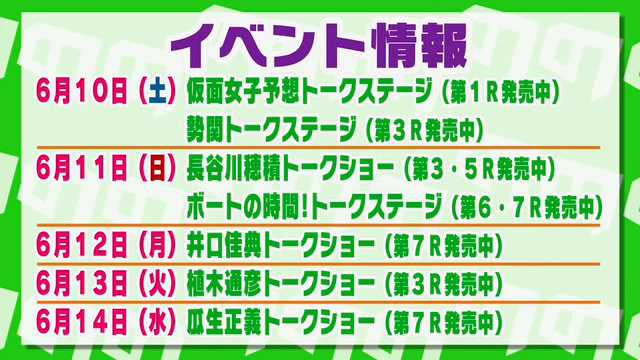 イベント情報
6月10日（土）仮面女子予想トークステージ（第1R発売中）
勢関トークステージ（第3R発売中）
6月11日（日）長谷川穂積トークショー（第3・5R発売中）
ボートの時間!トークステージ（第6・7R発売中）
6月12日（月）井口佳典トークショー（第7R発売中）
6月13日（火）植木通彦トークショー（第3R発売中）
6月14日（水）瓜生正義トークショー（第7R発売中）